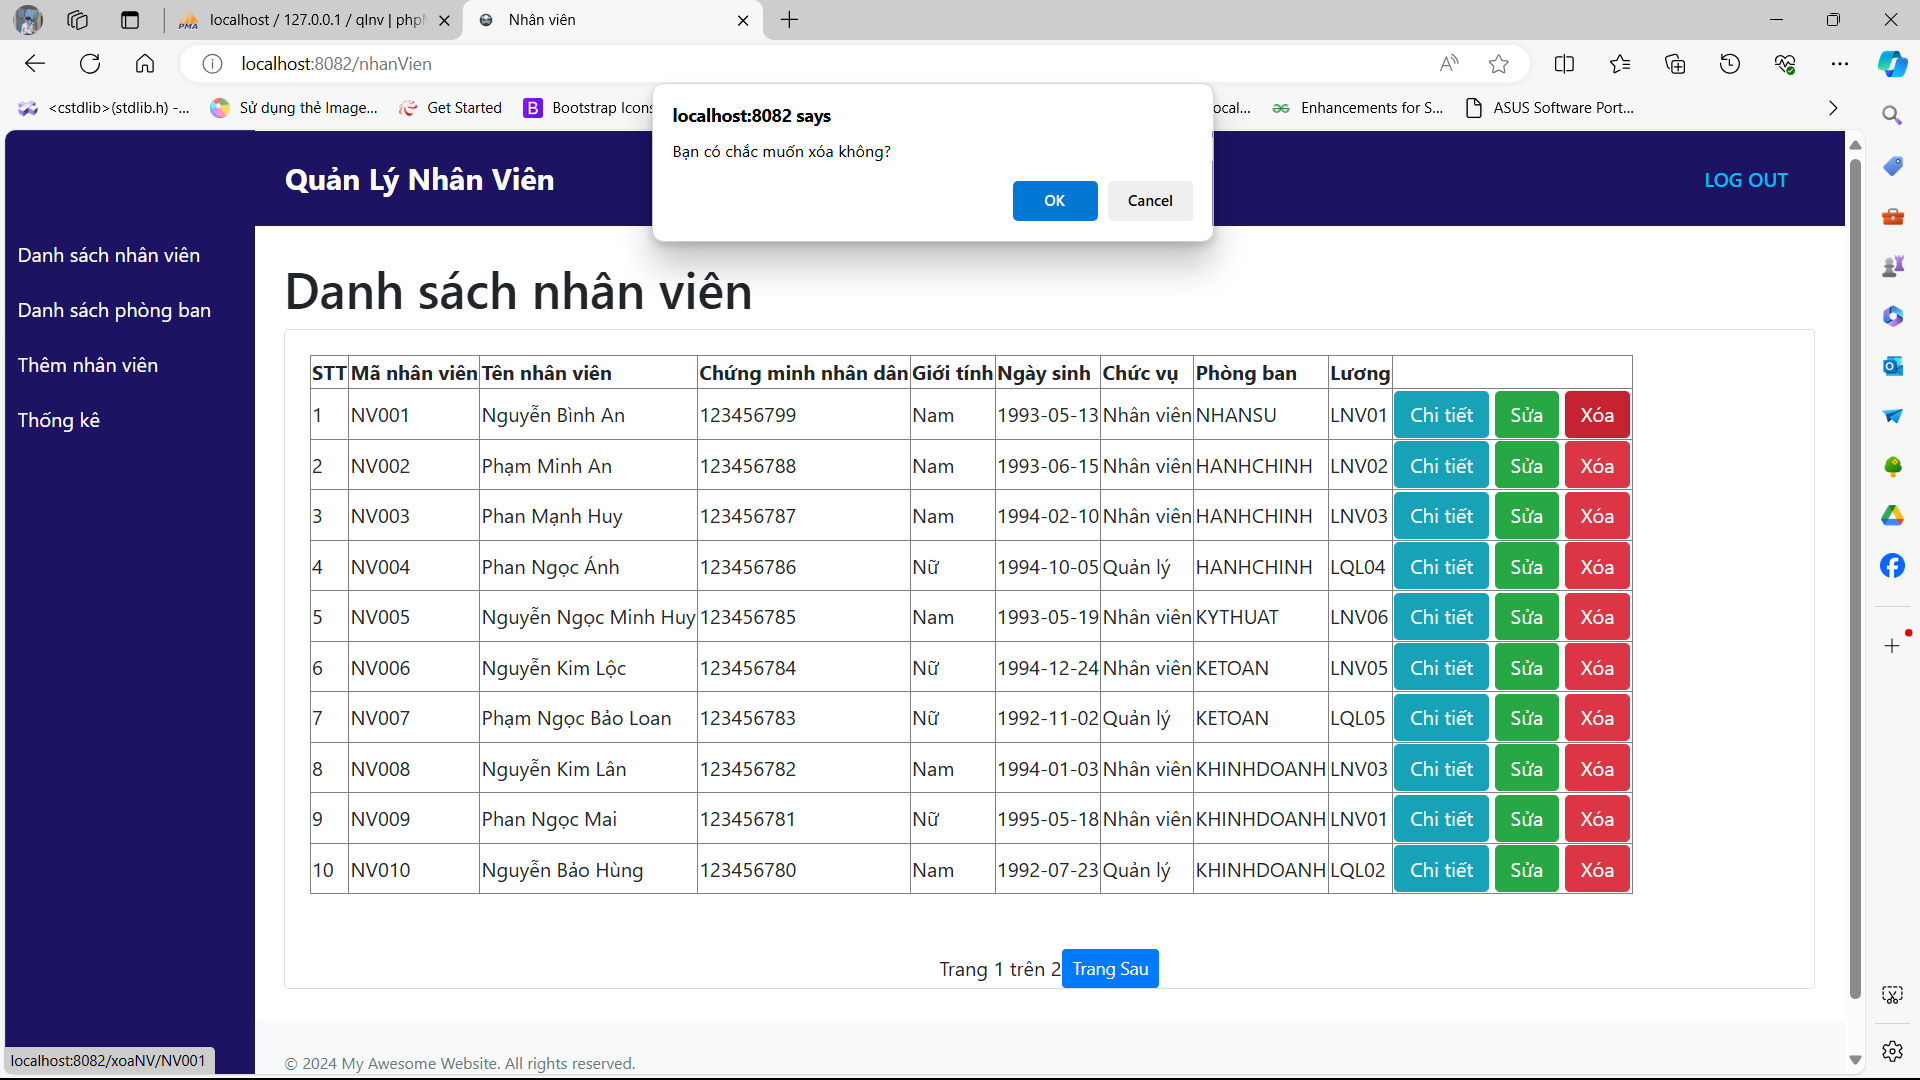 localhost / 127.0.0.1 / qlnv | php
Nhân viên
localhost:8082/nhanVien
<cstdlib>(stdlib.h) -...
Sử dụng thẻ Image...
Get Started
Bootstrap Icons
ocal...
Enhancements for S...
ASUS Software Port...
localhost:8082 says
Bạn có chắc muốn xóa không?
OK Cancel
Quản Lý Nhân Viên
LOG OUT
Danh sách nhân viên
Danh sách phòng ban
Thêm nhân viên
Thống kê
Danh sách nhân viên
STT Mã nhân viên Tên nhân viên Chứng minh nhân dân Giới tính Ngày sinh Chức vụ Phòng ban Lương
1 NV001 Nguyễn Bình An 123456799 Nam 1993-05-13 Nhân viên NHANSU LNV01 Chi tiết Sửa Xóa
2 NV002 Phạm Minh An 123456788 Nam 1993-06-15 Nhân viên HANHCHINH LNV02 Chi tiết Sửa Xóa
3 NV003 Phan Mạnh Huy 123456787 Nam 1994-02-10 Nhân viên HANHCHINH LNV03 Chi tiết Sửa Xóa
4 NV004 Phan Ngọc Ánh 123456786 Nữ 1994-10-05 Quản lý HANHCHINH LQL04 Chi tiết Sửa Xóa
5 NV005 Nguyễn Ngọc Minh Huy 123456785 Nam 1993-05-19 Nhân viên KYTHUAT LNV06 Chi tiết Sửa Xóa
6 NV006 Nguyễn Kim Lộc 123456784 Nữ 1994-12-24 Nhân viên KETOAN LNV05 Chi tiết Sửa Xóa
7 NV007 Phạm Ngọc Bảo Loan 123456783 Nữ 1992-11-02 Quản lý KETOAN LQL05 Chi tiết Sửa Xóa
8 NV008 Nguyễn Kim Lân 123456782 Nam 1994-01-03 Nhân viên KHINHDOANH LNV03 Chi tiết Sửa Xóa
9 NV009 Phan Ngọc Mai 123456781 Nữ 1995-05-18 Nhân viên KHINHDOANH LNV01 Chi tiết Sửa Xóa
10 NV010 Nguyễn Bảo Hùng 123456780 Nam 1992-07-23 Quản lý KHINHDOANH LQL02 Chi tiết Sửa Xóa
Trang 1 trên 2 Trang Sau
© 2024 My Awesome Website. All rights reserved.
localhost:8082/xoaNV/NV001